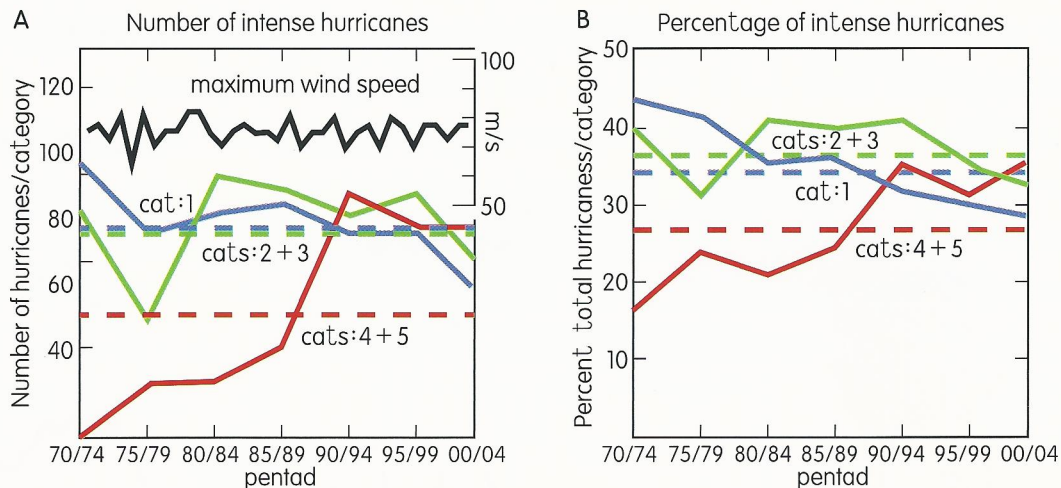 A
Number of intense hurricanes
Number of hurricanes/category
120
100
80
60
40
100
50
m/s
maximum wind speed
cat:1
cats:2+3
cats:4+5
70/74 75/79 80/84 85/89 90/94 95/99 00/04
pentad
B
Percentage of intense hurricanes
Percent total hurricaness/category
50
40
30
20
10
cats:2+3
cat:1
cats:4+5
70/74 75/79 80/84 85/89 90/94 95/99 00/04
pentad